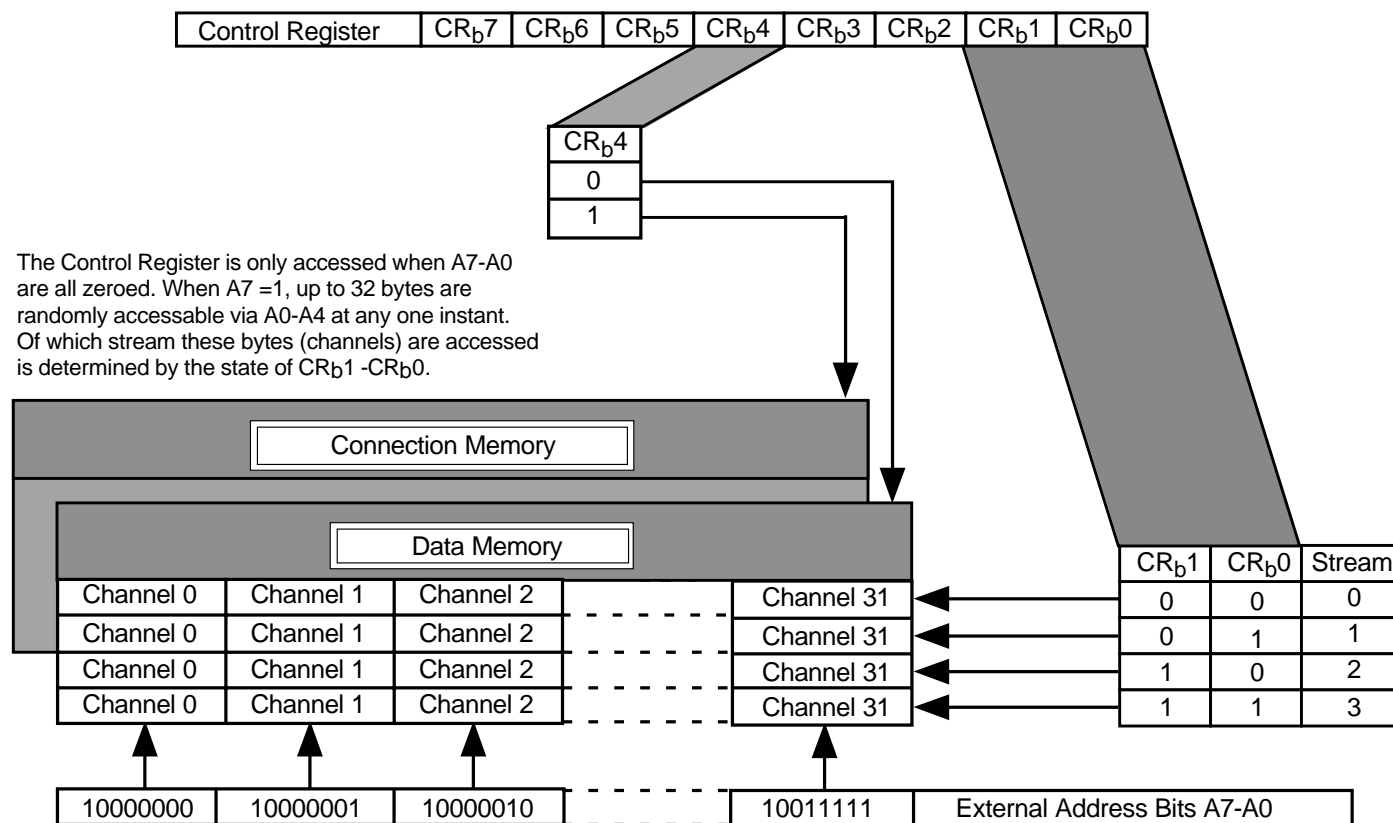 Control Register CRb7 CRb6 CRb5 CRb4 CRb3 CRb2 CRb1 CRb0
CRb4
0
1
The Control Register is only accessed when A7-A0
are all zeroed. When A7 =1, up to 32 bytes are
randomly accessable via A0-A4 at any one instant.
Of which stream these bytes (channels) are accessed
is determined by the state of CRb1 -CRb0.
Connection Memory
Data Memory
CRb1 CRb0 Stream
Channel 0 Channel 1 Channel 2 Channel 31 0 0 0
Channel 0 Channel 1 Channel 2 Channel 31 0 1 1
Channel 0 Channel 1 Channel 2 Channel 31 1 0 2
Channel 0 Channel 1 Channel 2 Channel 31 1 1 3
10000000 10000001 10000010 10011111 External Address Bits A7-A0